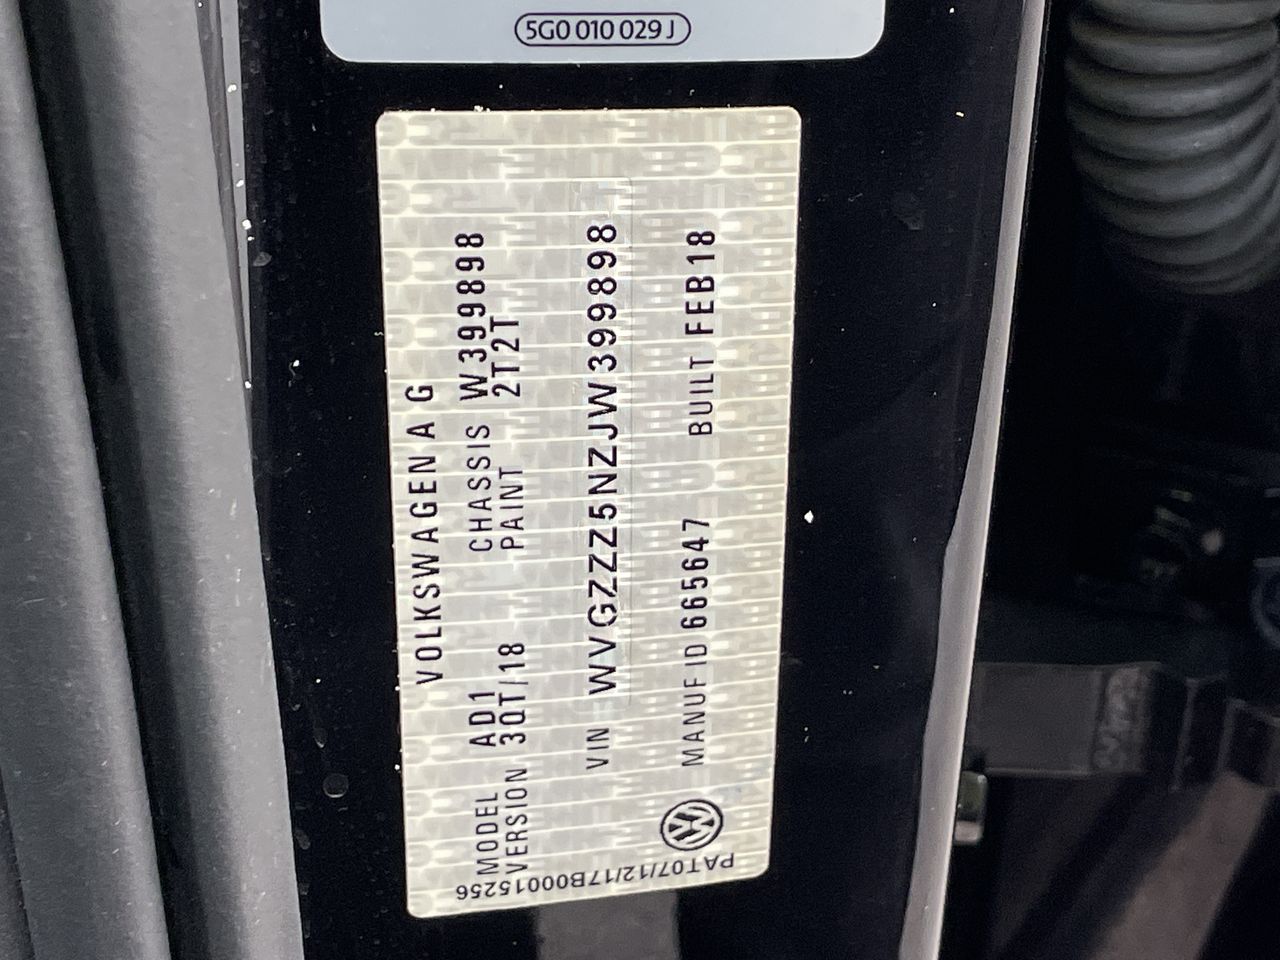 5G0 010 029 J
VOLKSWAGEN AG
MODEL AD1 CHASSIS W399898
VERSION 3QT/18 PAINT 2T2T
VIN WVGZZZ5NZJW399898
MANUF ID 665647 BUILT FEB18
PAT07/12/17B00015256